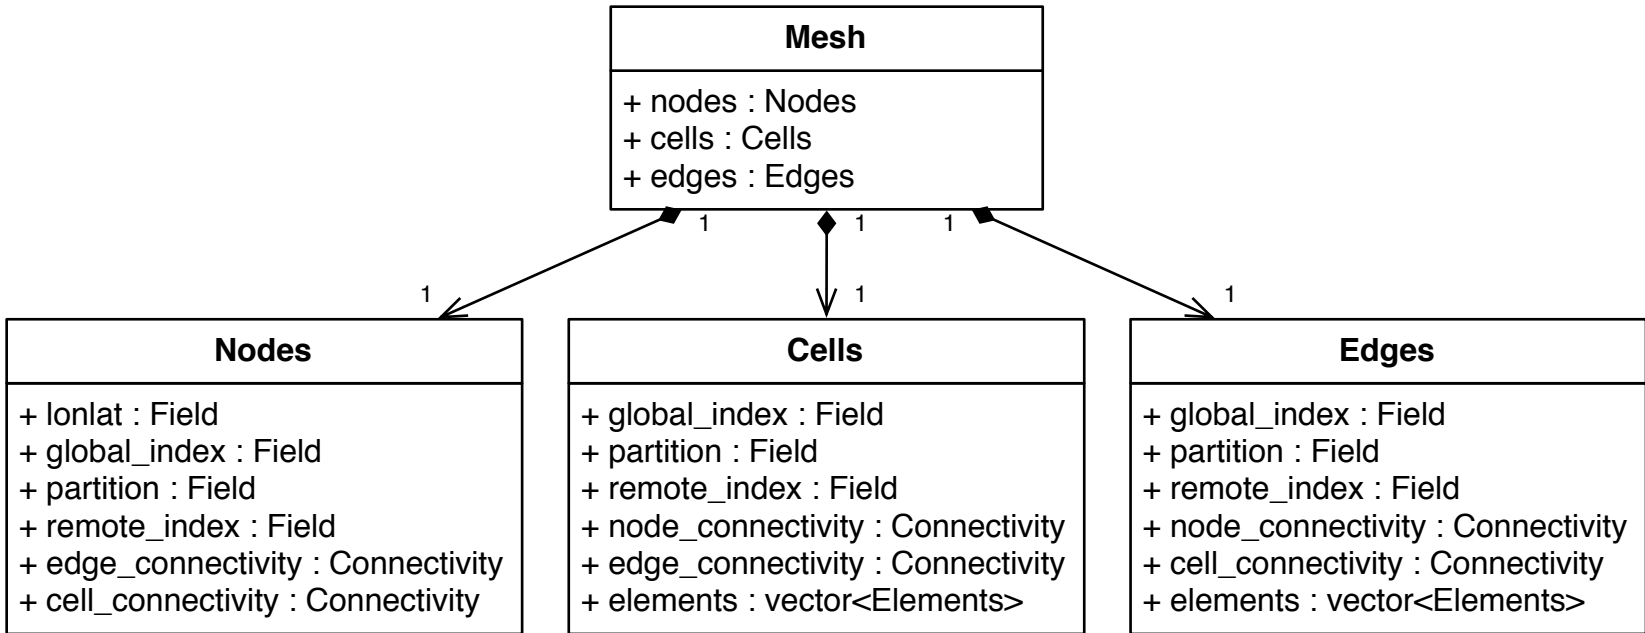 Mesh
+ nodes : Nodes
+ cells : Cells
+ edges : Edges
1 1 1
1 1 1
Nodes
+ lonlat : Field
+ global_index : Field
+ partition : Field
+ remote_index : Field
+ edge_connectivity : Connectivity
+ cell_connectivity : Connectivity
Cells
+ global_index : Field
+ partition : Field
+ remote_index : Field
+ node_connectivity : Connectivity
+ edge_connectivity : Connectivity
+ elements : vector<Elements>
Edges
+ global_index : Field
+ partition : Field
+ remote_index : Field
+ node_connectivity : Connectivity
+ cell_connectivity : Connectivity
+ elements : vector<Elements>